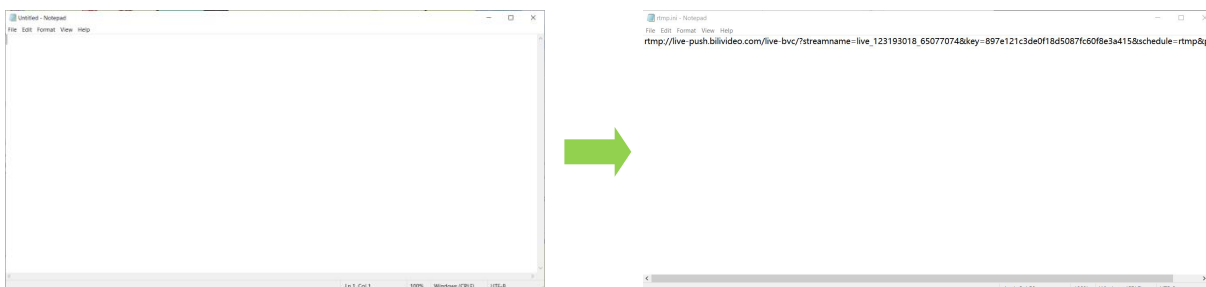 Untitled - Notepad
File Edit Format View Help
Ln 1, Col 1 100% Windows (CRLF) UTF-8
rtmp.ini - Notepad
File Edit Format View Help
rtmp://live-push.bilivideo.com/live-bvc/?streamname=live_123193018_65077074&key=897e121c3de0f18d5087fc60f8e3a415&schedule=rtmp&p